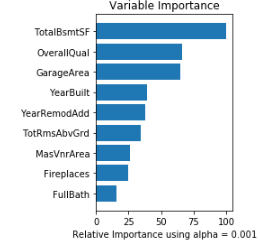 Variable Importance
TotalBsmtSF
OverallQual
GarageArea
YearBuilt
YearRemodAdd
TotRmsAbvGrd
MasVnrArea
Fireplaces
FullBath
0 25 50 75 100
Relative Importance using alpha = 0.001